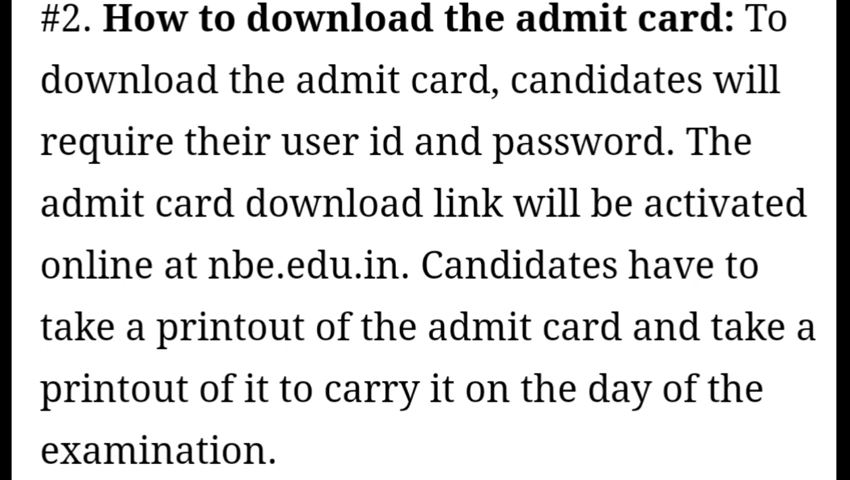 #2. How to download the admit card: To
download the admit card, candidates will
require their user id and password. The
admit card download link will be activated
online at nbe.edu.in. Candidates have to
take a printout of the admit card and take a
printout of it to carry it on the day of the
examination.